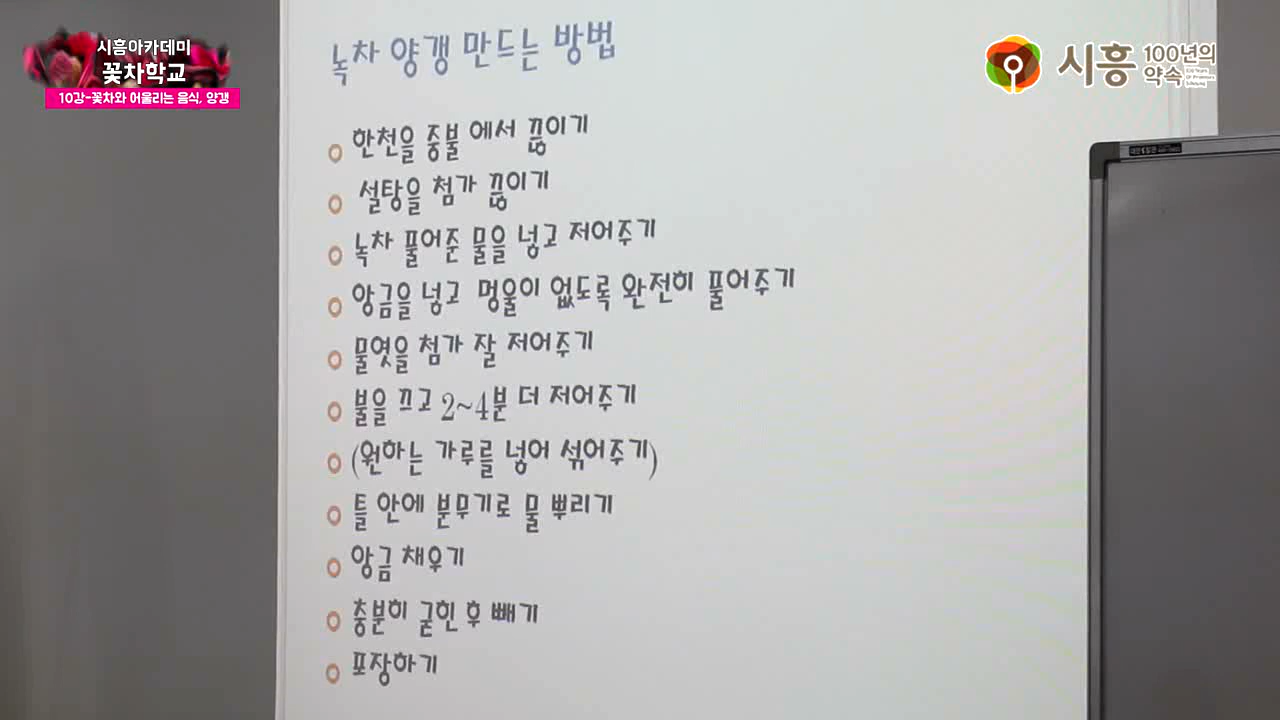 시흥아카데미
꽃차학교
10강-꽃차와 어울리는 음식, 양갱
시흥 100년의
약속
녹차 양갱 만드는 방법
한천을 중불 에서 끓이기
설탕을 첨가 끓이기
녹차 풀어준 물을 넣고 저어주기
앙금을 넣고 멍울이 없도록 완전히 풀어주기
물엿을 첨가 잘 저어주기
불을 끄고 2~4분 더 저어주기
(원하는 가루를 넣어 섞어주기)
틀 안에 분무기로 물 뿌리기
앙금 채우기
충분히 굳힌 후 빼기
포장하기